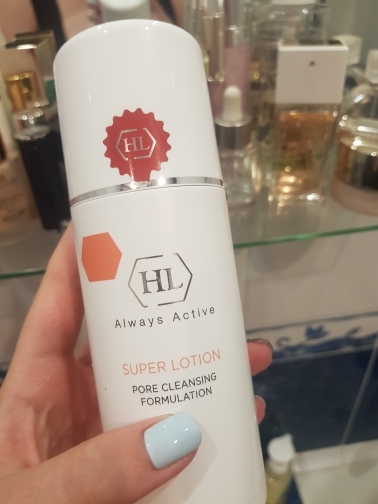 HL
HL
Always Active
SUPER LOTION
PORE CLEANSING
FORMULATION